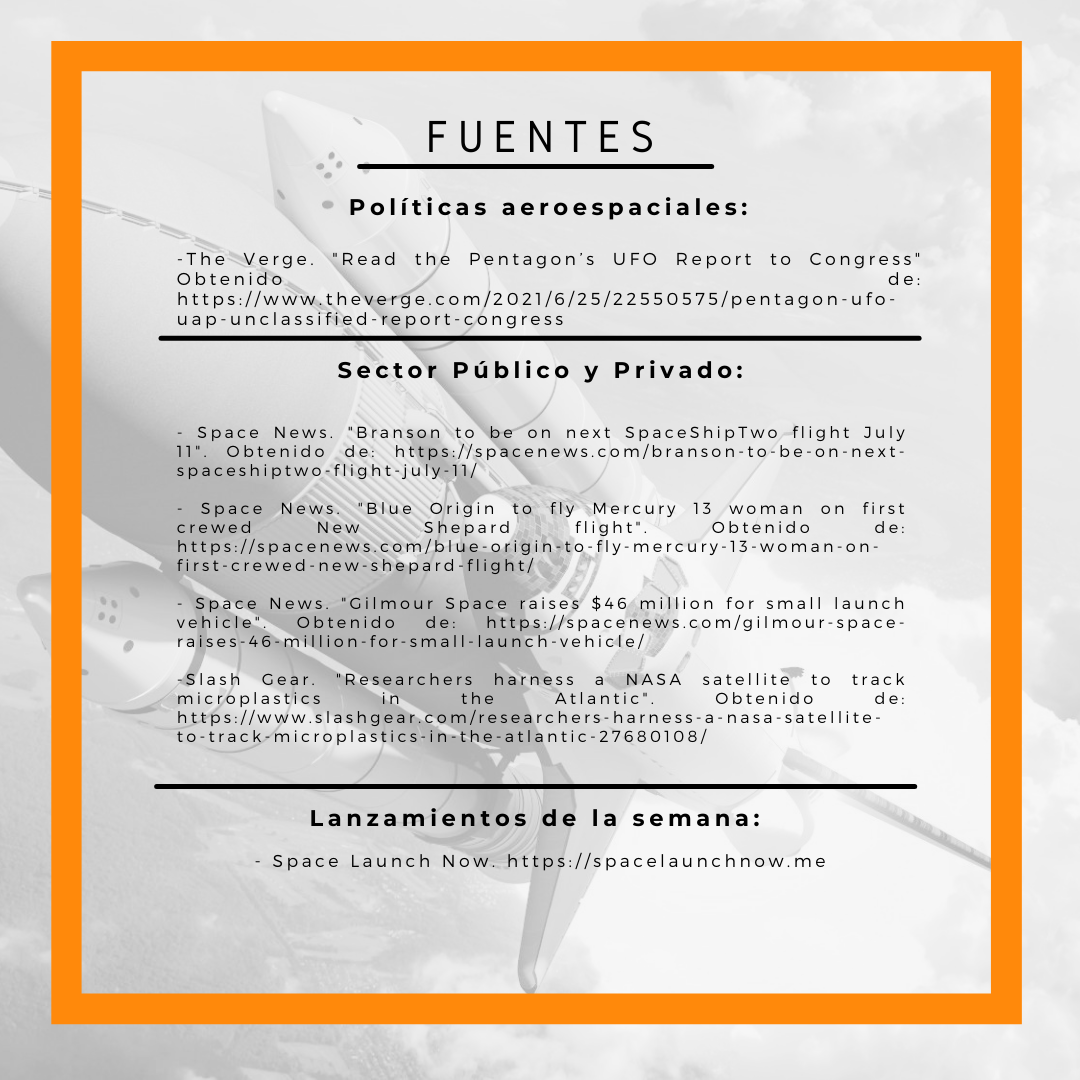 FUENTES
Políticas aeroespaciales:
-The Verge. "Read the Pentagon’s UFO Report to Congress"
Obtenido de:
https://www.theverge.com/2021/6/25/22550575/pentagon-ufo-
uap-unclassified-report-congress
Sector Público y Privado:
- Space News. "Branson to be on next SpaceShipTwo flight July
11". Obtenido de: https://spacenews.com/branson-to-be-on-next-
spaceshiptwo-flight-july-11/
- Space News. "Blue Origin to fly Mercury 13 woman on first
crewed New Shepard flight". Obtenido de:
https://spacenews.com/blue-origin-to-fly-mercury-13-woman-on-
first-crewed-new-shepard-flight/
- Space News. "Gilmour Space raises $46 million for small launch
vehicle". Obtenido de: https://spacenews.com/gilmour-space-
raises-46-million-for-small-launch-vehicle/
-Slash Gear. "Researchers harness a NASA satellite to track
microplastics in the Atlantic". Obtenido de:
https://www.slashgear.com/researchers-harness-a-nasa-satellite-
to-track-microplastics-in-the-atlantic-27680108/
Lanzamientos de la semana:
- Space Launch Now. https://spacelaunchnow.me